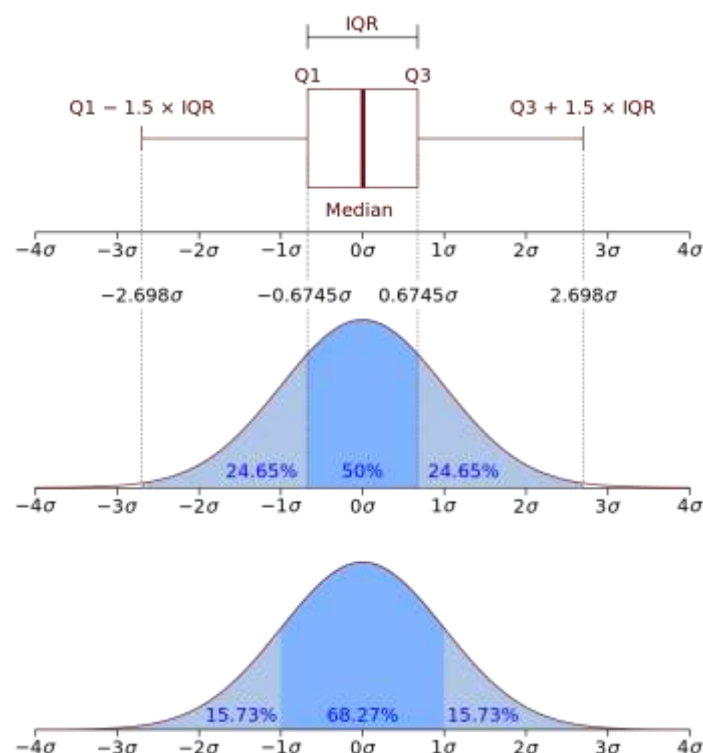 IQR
Q1 Q3
Q1 − 1.5 × IQR Q3 + 1.5 × IQR
Median
−4σ −3σ −2σ −1σ 0σ 1σ 2σ 3σ 4σ
−2.698σ −0.6745σ 0.6745σ 2.698σ
24.65% 50% 24.65%
−4σ −3σ −2σ −1σ 0σ 1σ 2σ 3σ 4σ
15.73% 68.27% 15.73%
−4σ −3σ −2σ −1σ 0σ 1σ 2σ 3σ 4σ